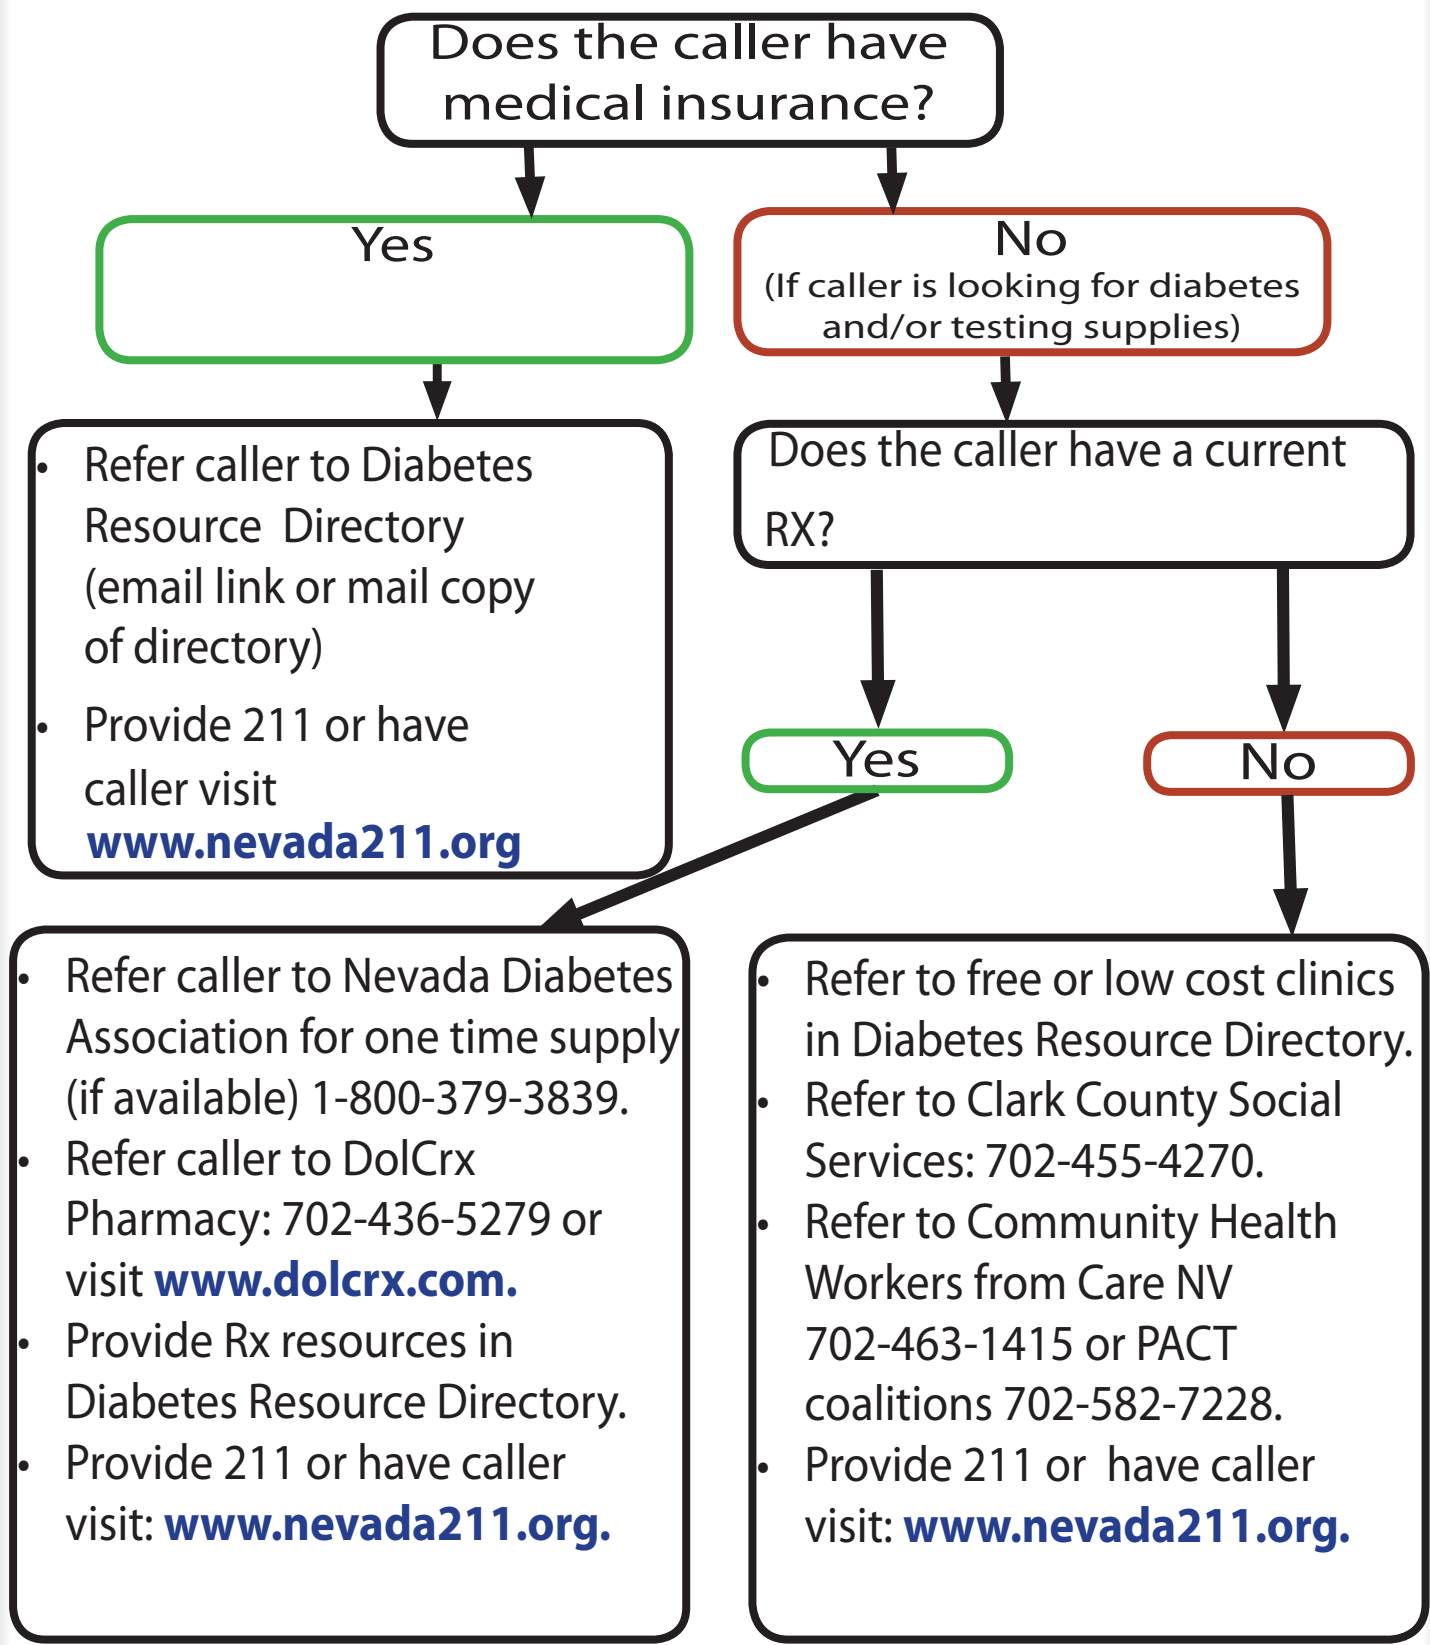 Does the caller have
medical insurance?
Yes
No
(If caller is looking for diabetes
and/or testing supplies)
• Refer caller to Diabetes
Resource Directory
(email link or mail copy
of directory)
• Provide 211 or have
caller visit
www.nevada211.org
Does the caller have a current
RX?
Yes
No
• Refer caller to Nevada Diabetes
Association for one time supply
(if available) 1-800-379-3839.
• Refer caller to DolCrx
Pharmacy: 702-436-5279 or
visit www.dolcrx.com.
• Provide Rx resources in
Diabetes Resource Directory.
• Provide 211 or have caller
visit: www.nevada211.org.
• Refer to free or low cost clinics
in Diabetes Resource Directory.
• Refer to Clark County Social
Services: 702-455-4270.
• Refer to Community Health
Workers from Care NV
702-463-1415 or PACT
coalitions 702-582-7228.
• Provide 211 or have caller
visit: www.nevada211.org.